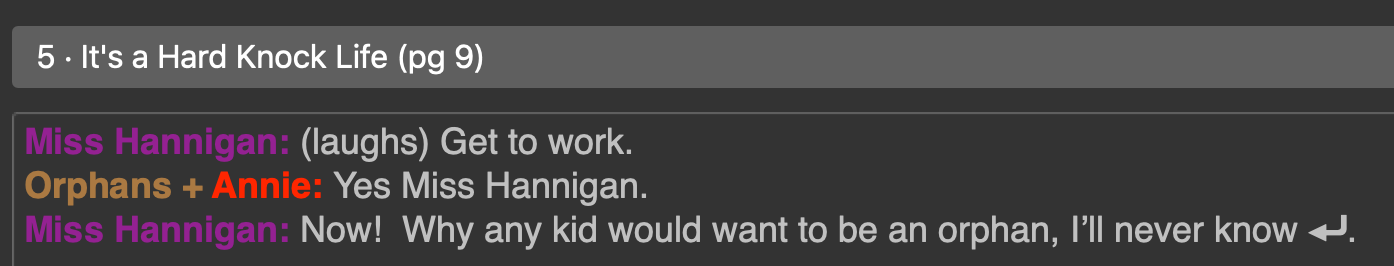 5 · It's a Hard Knock Life (pg 9)
Miss Hannigan: (laughs) Get to work.
Orphans + Annie: Yes Miss Hannigan.
Miss Hannigan: Now!  Why any kid would want to be an orphan, I’ll never know ↵.